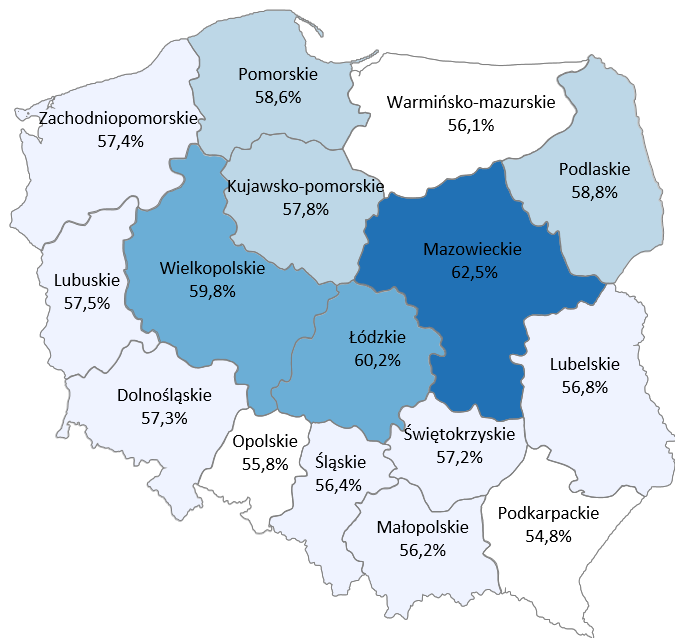 Pomorskie
58,6%
Warmińsko-mazurskie
56,1%
Zachodniopomorskie
57,4%
Podlaskie
58,8%
Kujawsko-pomorskie
57,8%
Mazowieckie
62,5%
Wielkopolskie
59,8%
Lubuskie
57,5%
Łódzkie
60,2%
Lubelskie
56,8%
Dolnośląskie
57,3%
Opolskie
55,8%
Świętokrzyskie
57,2%
Śląskie
56,4%
Podkarpackie
54,8%
Małopolskie
56,2%